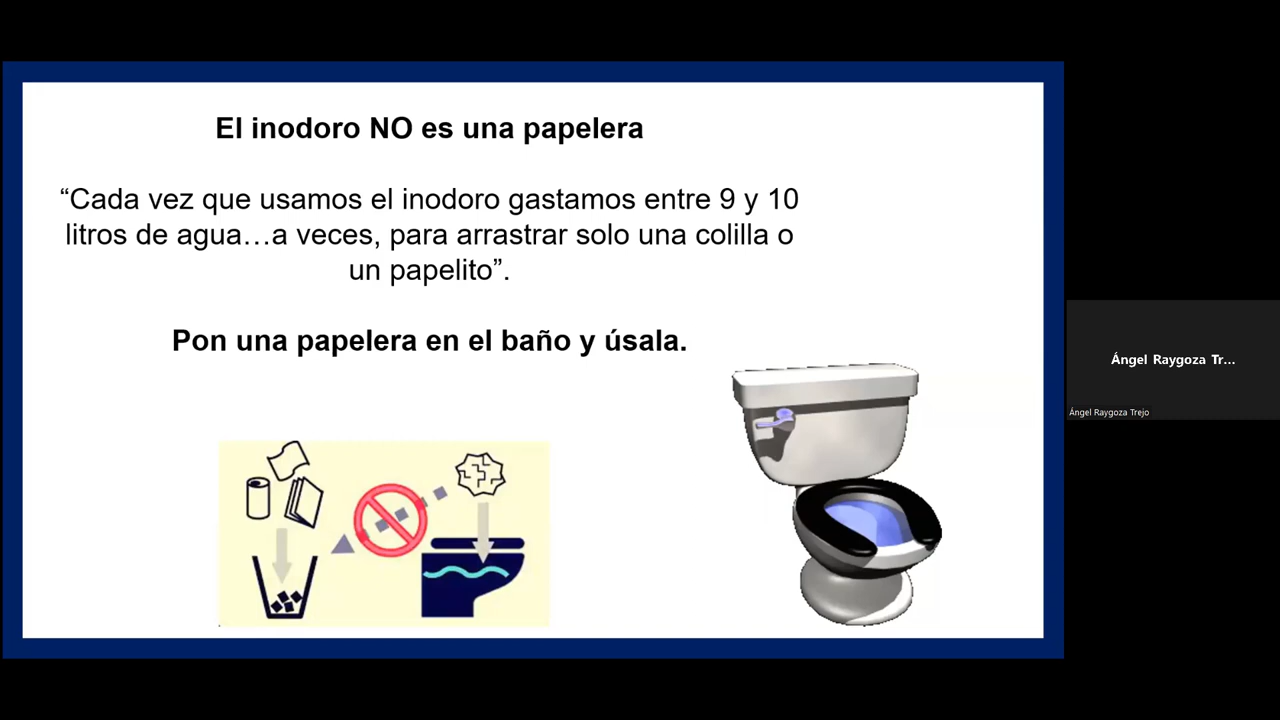 El inodoro NO es una papelera
“Cada vez que usamos el inodoro gastamos entre 9 y 10
litros de agua…a veces, para arrastrar solo una colilla o
un papelito”.
Pon una papelera en el baño y úsala.
Ángel Raygoza Tr...
Ángel Raygoza Trejo